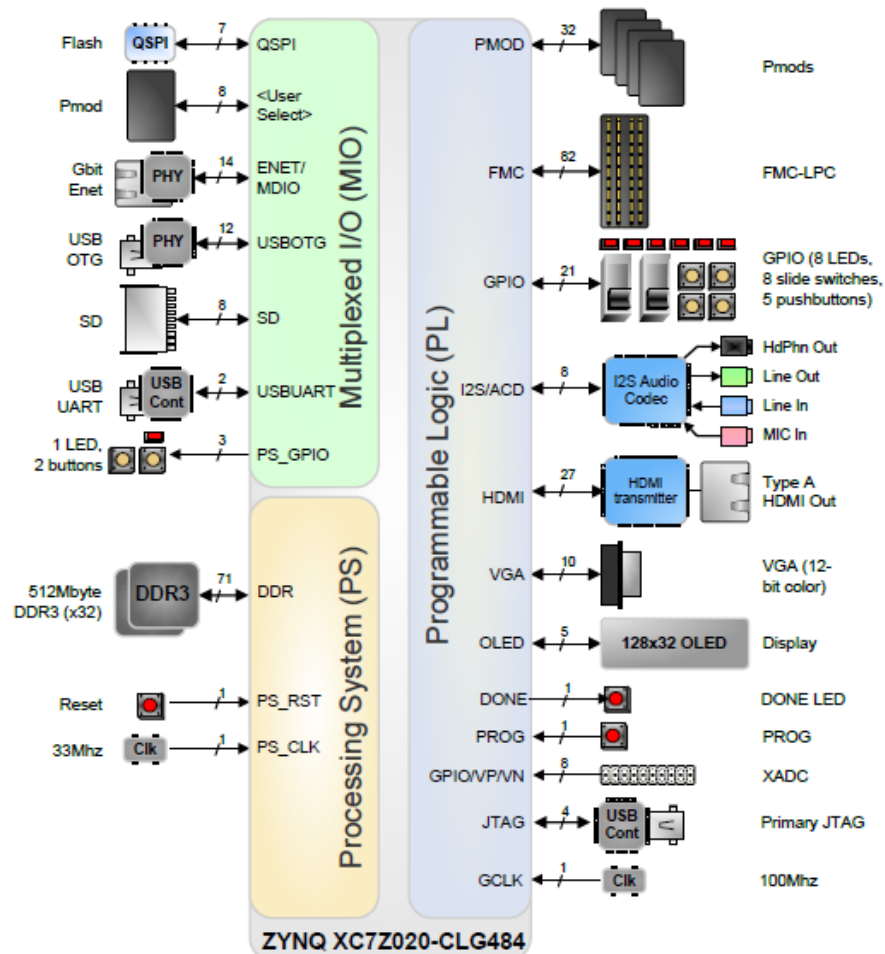 Flash
QSPI
7
QSPI
Pmod
8
<User
Select>
Gbit
Enet
PHY
14
ENET/
MDIO
USB
OTG
PHY
12
USBOTG
SD
8
SD
USB
UART
USB
Cont
2
USBUART
1 LED,
2 buttons
3
PS_GPIO
Multiplexed I/O (MIO)
512Mbyte
DDR3 (x32)
DDR3
71
DDR
Reset
1
PS_RST
33Mhz
Clk
1
PS_CLK
Processing System (PS)
Programmable Logic (PL)
PMOD
32
Pmods
FMC
82
FMC-LPC
GPIO
21
GPIO (8 LEDs,
8 slide switches,
5 pushbuttons)
I2S/ACD
8
I2S Audio
Codec
HdPhn Out
Line Out
Line In
MIC In
HDMI
27
HDMI
transmitter
Type A
HDMI Out
VGA
10
VGA (12-
bit color)
OLED
5
128x32 OLED
Display
DONE
1
DONE LED
PROG
1
PROG
GPIO/VP/VN
8
XADC
JTAG
4
USB
Cont
Primary JTAG
GCLK
1
Clk
100Mhz
ZYNQ XC7Z020-CLG484